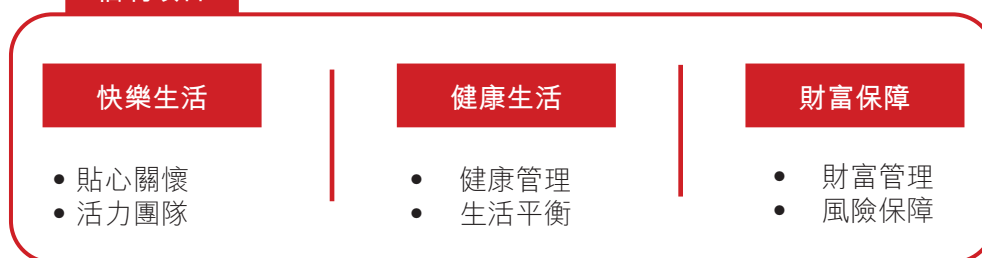 快樂生活
貼心關懷
活力團隊
健康生活
健康管理
生活平衡
財富保障
財富管理
風險保障